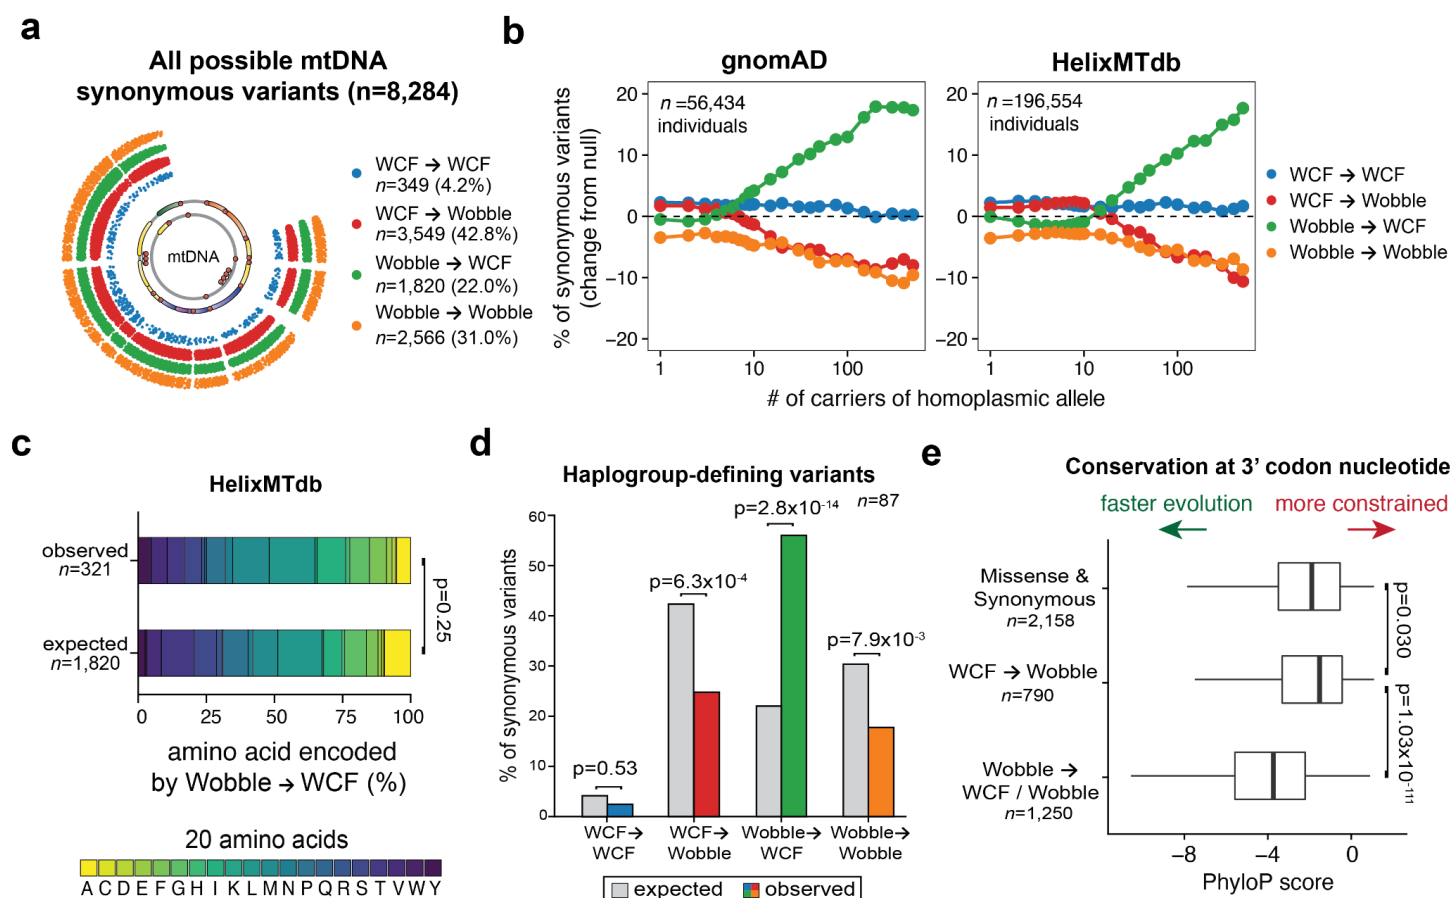 a
All possible mtDNA
synonymous variants (n=8,284)
mtDNA
WCF → WCF
n=349 (4.2%)
WCF → Wobble
n=3,549 (42.8%)
Wobble → WCF
n=1,820 (22.0%)
Wobble → Wobble
n=2,566 (31.0%)
b
gnomAD
HelixMTdb
% of synonymous variants
(change from null)
20
10
0
−10
−20
n =56,434
individuals
1
10
100
20
10
0
−10
−20
n =196,554
individuals
1
10
100
# of carriers of homoplasmic allele
WCF → WCF
WCF → Wobble
Wobble → WCF
Wobble → Wobble
c
HelixMTdb
observed
n=321
expected
n=1,820
p=0.25
0
25
50
75
100
amino acid encoded
by Wobble → WCF (%)
20 amino acids
A C D E F G H I K L M N P Q R S T V W Y
d
Haplogroup-defining variants
n=87
% of synonymous variants
60
50
40
30
20
10
0
p=0.53
p=6.3x10⁻⁴
p=2.8x10⁻¹⁴
p=7.9x10⁻³
WCF→
WCF
WCF→
Wobble
Wobble→
WCF
Wobble→
Wobble
expected
observed
e
Conservation at 3’ codon nucleotide
faster evolution
more constrained
Missense &
Synonymous
n=2,158
WCF → Wobble
n=790
Wobble →
WCF / Wobble
n=1,250
p=0.030
p=1.03x10⁻¹¹¹
−8
−4
0
PhyloP score